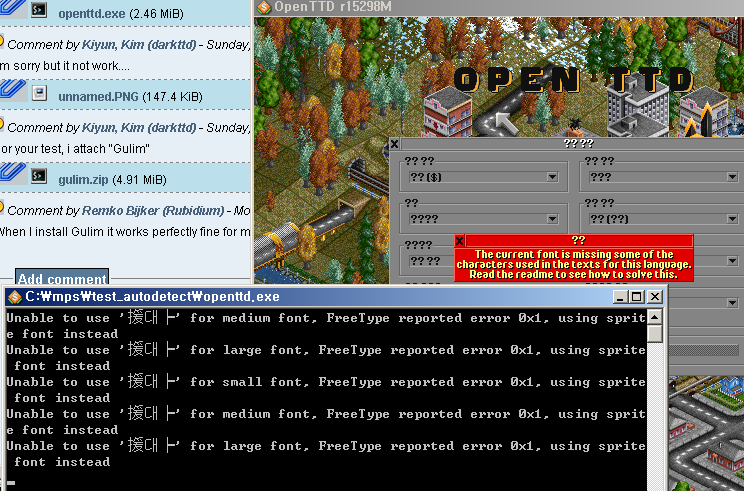 openttd.exe (2.46 MiB)
Comment by Kiyun, Kim (darkttd) - Sunday,
m sorry but it not work....
unnamed.PNG (147.4 KiB)
Comment by Kiyun, Kim (darkttd) - Sunday,
or your test, i attach "Gulim"
gulim.zip (4.91 MiB)
Comment by Remko Bijker (Rubidium) - Mo
When I install Gulim it works perfectly fine for m
Add comment
OpenTTD r15298M
OPEN TTD
?? ??
?? ??
?? ??
?? ($)
???
??
????
?? (??)
????
?? ??
??
The current font is missing some of the
characters used in the texts for this language.
Read the readme to see how to solve this.
C:₩mps₩test_autodetect₩openttd.exe
Unable to use '援대┝' for medium font, FreeType reported error 0x1, using sprit
e font instead
Unable to use '援대┝' for large font, FreeType reported error 0x1, using sprite
font instead
Unable to use '援대┝' for small font, FreeType reported error 0x1, using sprite
font instead
Unable to use '援대┝' for medium font, FreeType reported error 0x1, using sprit
e font instead
Unable to use '援대┝' for large font, FreeType reported error 0x1, using sprite
font instead